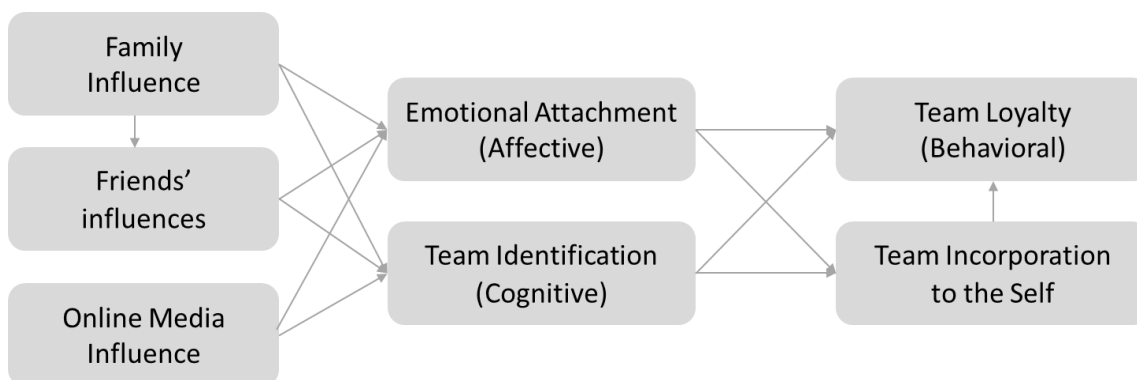 Family
Influence
Friends’
influences
Online Media
Influence
Emotional Attachment
(Affective)
Team Identification
(Cognitive)
Team Loyalty
(Behavioral)
Team Incorporation
to the Self